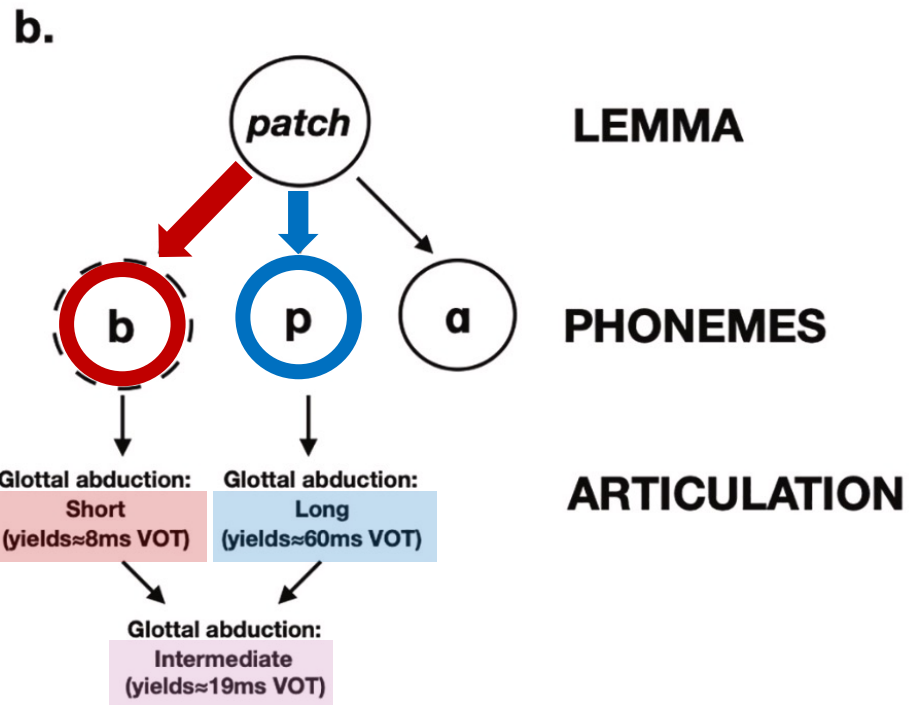 b.
patch
LEMMA
b
p
ɑ
PHONEMES
Glottal abduction:
Short
(yields≈8ms VOT)
Glottal abduction:
Long
(yields≈60ms VOT)
ARTICULATION
Glottal abduction:
Intermediate
(yields≈19ms VOT)